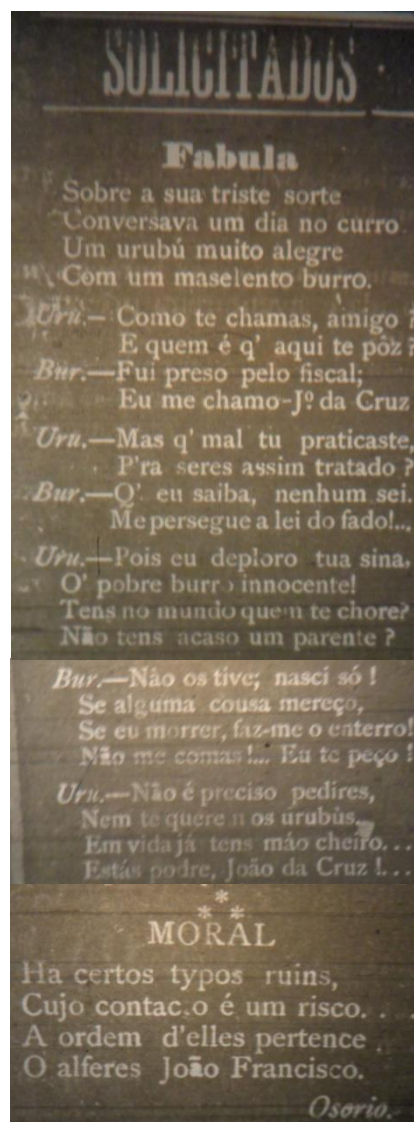 SOLICITADOS
Fabula
Sobre a sua triste sorte
Conversava um dia no curro
Um urubú muito alegre
Com um maselento burro.
Uru.—Como te chamas, amigo ?
E quem é q' aqui te pôz ?
Bur.—Fui preso pelo fiscal;
Eu me chamo-Jº da Cruz
Uru.—Mas q' mal tu praticaste,
P'ra seres assim tratado ?
Bur.—Q' eu saiba, nenhum sei.
Me persegue a lei do fado!...
Uru.—Pois eu deploro tua sina,
O' pobre burro innocente!
Tens no mundo quem te chore?
Não tens acaso um parente ?
Bur.—Não os tive; nasci só !
Se alguma cousa mereço,
Se eu morrer, faz-me o enterro!
Não me comas !... Eu te peço !
Uru.—Não é preciso pedires,
Nem te querem os urubús
Em vida já tens máo cheiro...
Estás podre, João da Cruz !...
* * *
MORAL
Ha certos typos ruins,
Cujo contacto é um risco. . .
A ordem d'elles pertence
O alferes João Francisco.
Osorio.